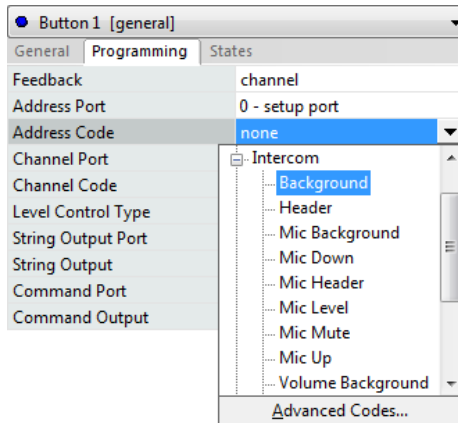 Button 1 [general]
General Programming States
Feedback channel
Address Port 0 - setup port
Address Code none
Channel Port Intercom
Channel Code Background
Level Control Type Header
String Output Port Mic Background
String Output Mic Down
Command Port Mic Header
Command Output Mic Level
Mic Mute
Mic Up
Volume Background
Advanced Codes...